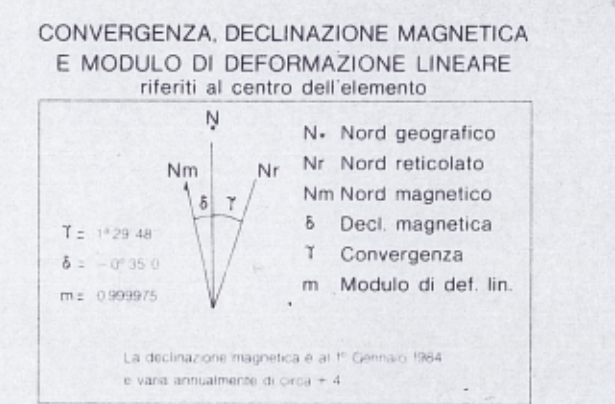 CONVERGENZA, DECLINAZIONE MAGNETICA
E MODULO DI DEFORMAZIONE LINEARE
riferiti al centro dell'elemento
N
Nm
Nr
δ
γ
γ = 1° 29 48
δ = - 0° 35 0
m = 0.999975
N. Nord geografico
Nr Nord reticolato
Nm Nord magnetico
δ Decl. magnetica
γ Convergenza
m Modulo di def. lin.
La declinazione magnetica è al 1° Gennaio 1984
e varia annualmente di circa + 4